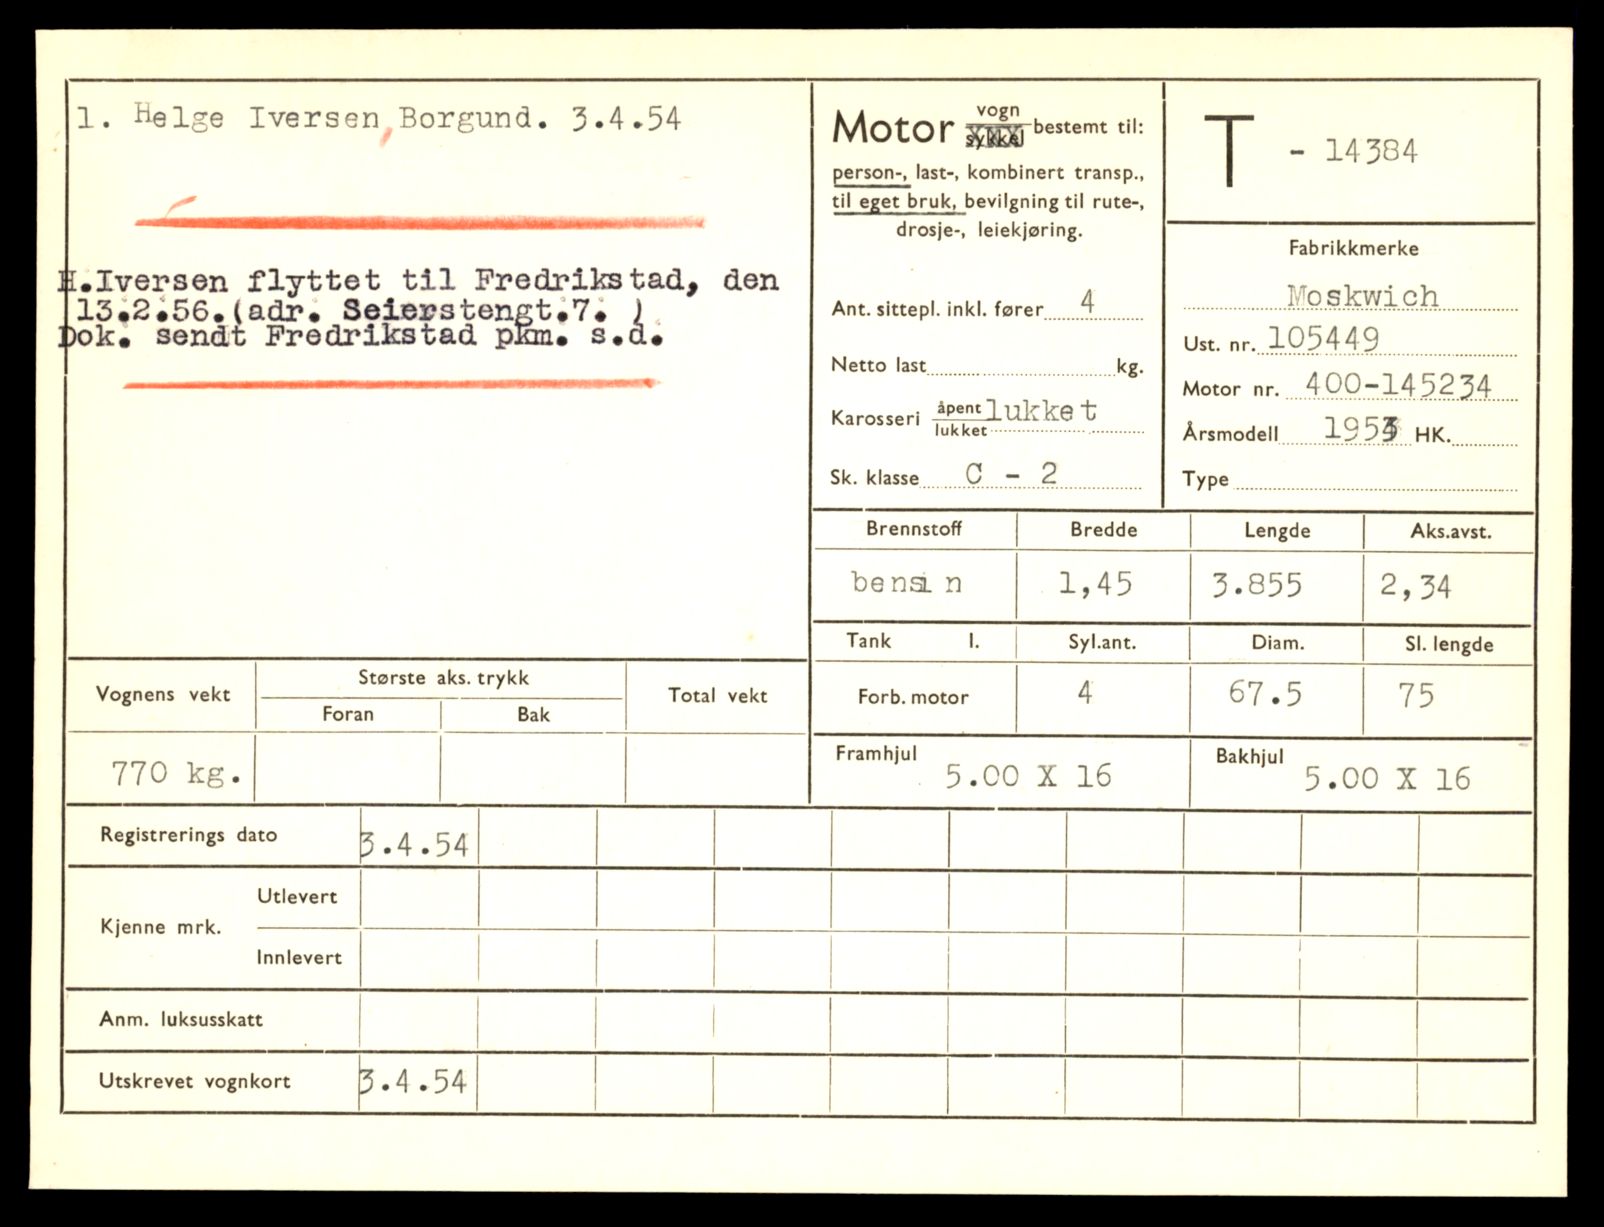 1. Helge Iversen, Borgund. 3.4.54
H.Iversen flyttet til Fredrikstad, den
13.2.56.(adr. Seierstengt.7. )
Dok. sendt Fredrikstad pkm. s.d.
Motor vogn sykkel bestemt til:
person-, last-, kombinert transp.,
til eget bruk, bevilgning til rute-,
drosje-, leiekjøring.
Ant. sittepl. inkl. fører 4
Netto last kg.
Karosseri åpent lukket lukket
Sk. klasse C - 2
T - 14384
Fabrikkmerke
Moskwich
Ust. nr. 105449
Motor nr. 400-145234
Årsmodell HK.
Type
Brennstoff Bredde Lengde Aks.avst.
bensin 1,45 3.855 2,34
Tank l. Syl.ant. Diam. Sl. lengde
Forb. motor 4 67.5 75
Framhjul 5.00 X 16 Bakhjul 5.00 X 16
Vognens vekt Største aks. trykk Total vekt
Foran Bak
770 kg.
Registrerings dato 3.4.54
Kjenne mrk. Utlevert
Innlevert
Anm. luksusskatt
Utskrevet vognkort 3.4.54